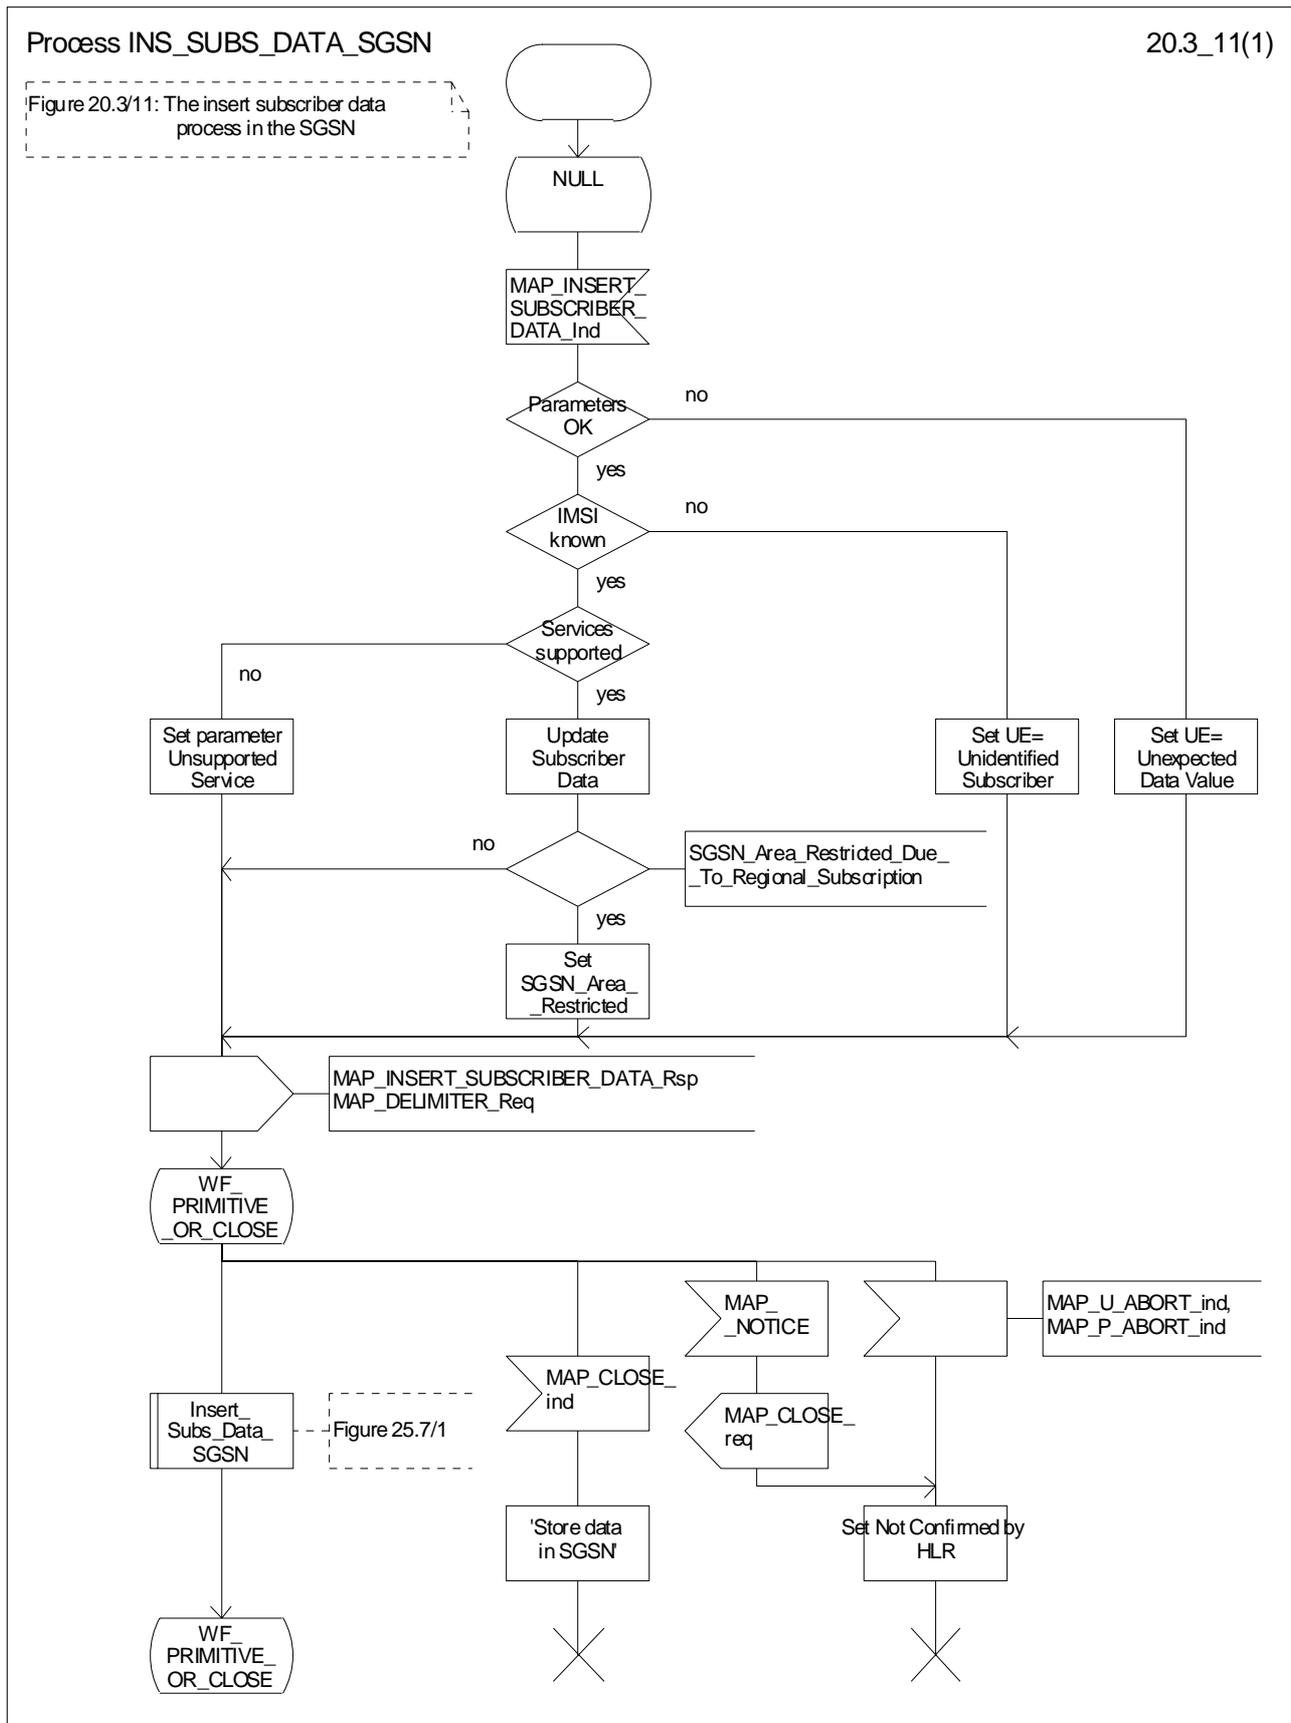 Process INS_SUBS_DATA_SGSN
20.3_11(1)
Figure 20.3/11: The insert subscriber data
process in the SGSN
NULL
MAP_INSERT_
SUBSCRIBER_
DATA_Ind
Parameters
OK
no
yes
IMSI
known
no
yes
Services
supported
no
yes
Set parameter
Unsupported
Service
Update
Subscriber
Data
Set UE=
Unidentified
Subscriber
Set UE=
Unexpected
Data Value
no
SGSN_Area_Restricted_Due_
_To_Regional_Subscription
yes
Set
SGSN_Area_
_Restricted
MAP_INSERT_SUBSCRIBER_DATA_Rsp
MAP_DELIMITER_Req
WF_
PRIMITIVE
_OR_CLOSE
MAP_
_NOTICE
MAP_U_ABORT_ind,
MAP_P_ABORT_ind
MAP_CLOSE_
ind
Insert_
Subs_Data_
SGSN
Figure 25.7/1
MAP_CLOSE_
req
'Store data
in SGSN'
Set Not Confirmed by
HLR
WF_
PRIMITIVE_
OR_CLOSE